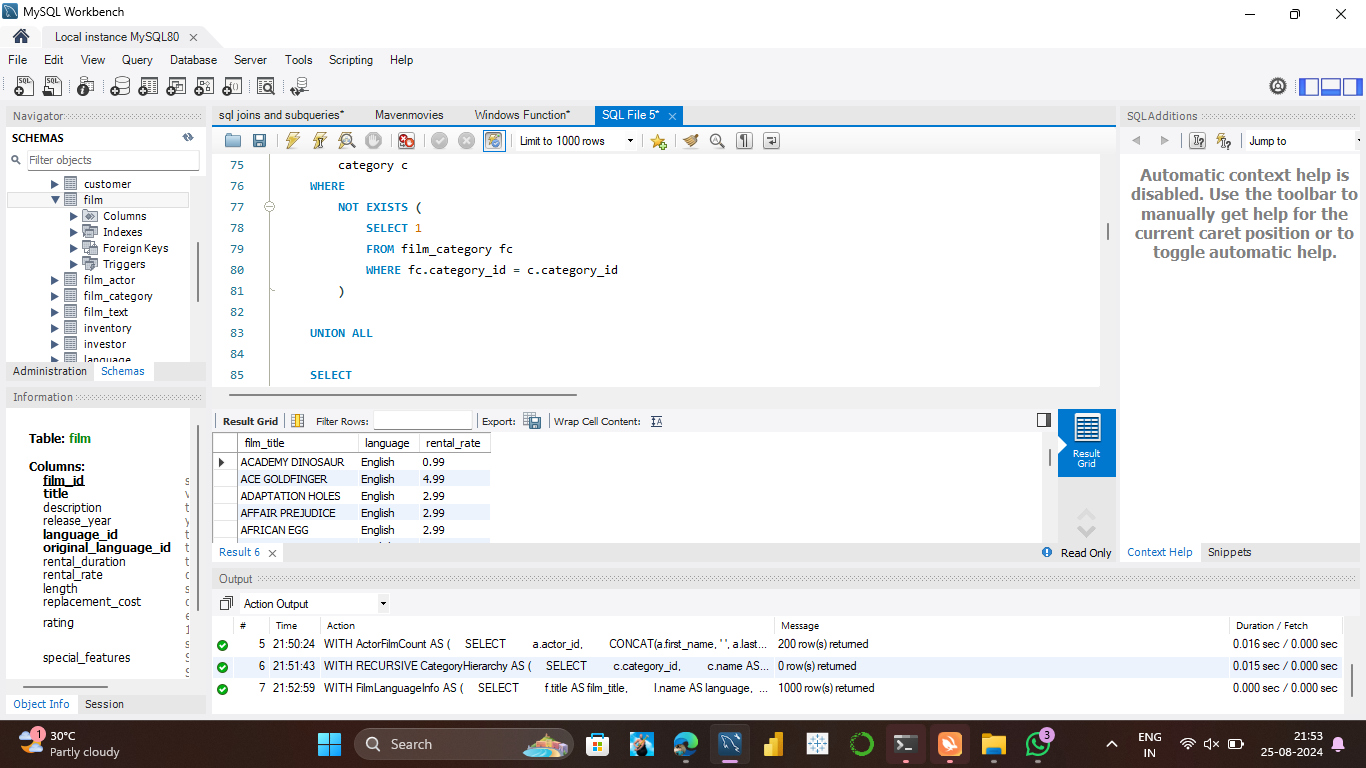 MySQL Workbench
Local instance MySQL80
File Edit View Query Database Server Tools Scripting Help
Navigator
SCHEMAS
Filter objects
customer
film
Columns
Indexes
Foreign Keys
Triggers
film_actor
film_category
film_text
inventory
investor
language
Administration Schemas
Information
Table: film
Columns:
film_id
title
description
release_year
language_id
original_language_id
rental_duration
rental_rate
length
replacement_cost
rating
special_features
Object Info Session
sql joins and subqueries* Mavenmovies Windows Function* SQL File 5*
Limit to 1000 rows
75 category c
76 WHERE
77 NOT EXISTS (
78 SELECT 1
79 FROM film_category fc
80 WHERE fc.category_id = c.category_id
81 )
82
83 UNION ALL
84
85 SELECT
Result Grid Filter Rows: Export: Wrap Cell Content:
film_title language rental_rate
ACADEMY DINOSAUR English 0.99
ACE GOLDFINGER English 4.99
ADAPTATION HOLES English 2.99
AFFAIR PREJUDICE English 2.99
AFRICAN EGG English 2.99
Result Grid
Result 6
Read Only
Output
Action Output
# Time Action Message Duration / Fetch
5 21:50:24 WITH ActorFilmCount AS ( SELECT a.actor_id, CONCAT(a.first_name, ' ', a.last... 200 row(s) returned 0.016 sec / 0.000 sec
6 21:51:43 WITH RECURSIVE CategoryHierarchy AS ( SELECT c.category_id, c.name AS... 0 row(s) returned 0.015 sec / 0.000 sec
7 21:52:59 WITH FilmLanguageInfo AS ( SELECT f.title AS film_title, l.name AS language, ... 1000 row(s) returned 0.000 sec / 0.000 sec
SQLAdditions
Jump to
Automatic context help is
disabled. Use the toolbar to
manually get help for the
current caret position or to
toggle automatic help.
Context Help Snippets
1
30°C
Partly cloudy
Search
3
ENG
IN
21:53
25-08-2024